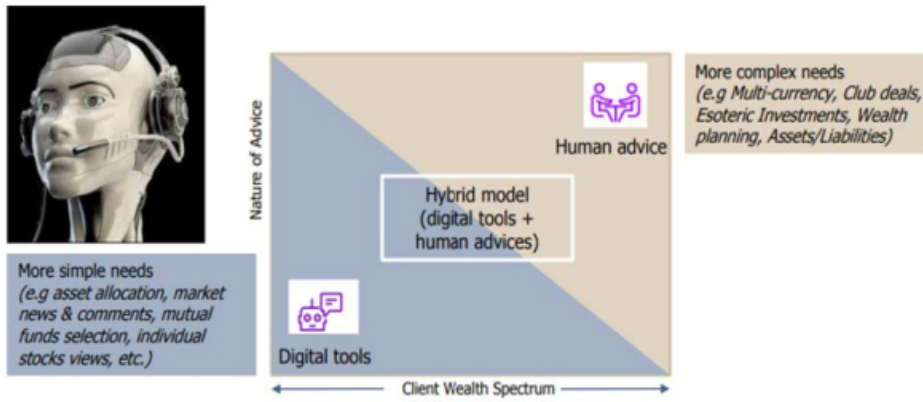 More complex needs
(e.g Multi-currency, Club deals,
Esoteric Investments, Wealth
planning, Assets/Liabilities)
Nature of Advice
Human advice
Hybrid model
(digital tools +
human advices)
More simple needs
(e.g asset allocation, market
news & comments, mutual
funds selection, individual
stocks views, etc.)
Digital tools
Client Wealth Spectrum